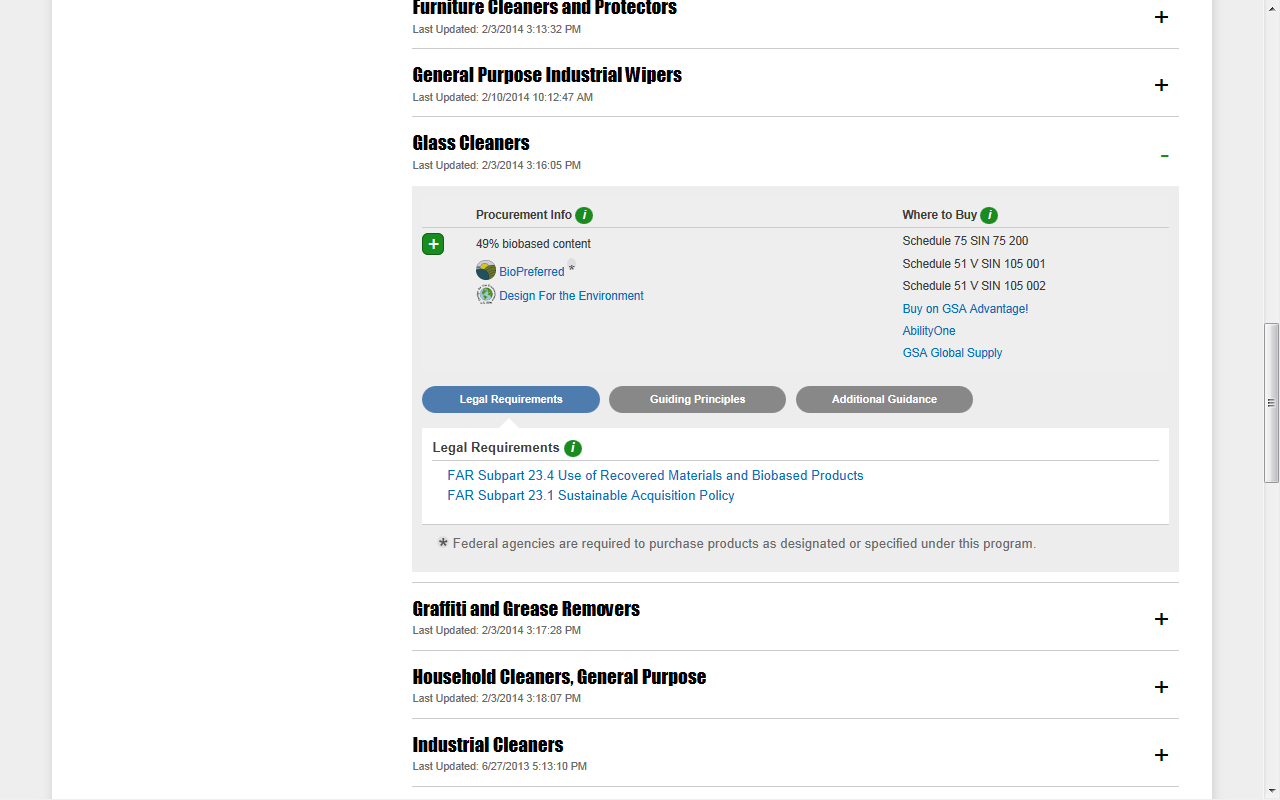 Furniture Cleaners and Protectors
Last Updated: 2/3/2014 3:13:32 PM
+
General Purpose Industrial Wipers
Last Updated: 2/10/2014 10:12:47 AM
+
Glass Cleaners
Last Updated: 2/3/2014 3:16:05 PM
-
Procurement Info i
Where to Buy i
+
49% biobased content
BioPreferred *
Design For the Environment
Schedule 75 SIN 75 200
Schedule 51 V SIN 105 001
Schedule 51 V SIN 105 002
Buy on GSA Advantage!
AbilityOne
GSA Global Supply
Legal Requirements
Guiding Principles
Additional Guidance
Legal Requirements i
FAR Subpart 23.4 Use of Recovered Materials and Biobased Products
FAR Subpart 23.1 Sustainable Acquisition Policy
* Federal agencies are required to purchase products as designated or specified under this program.
Graffiti and Grease Removers
Last Updated: 2/3/2014 3:17:28 PM
+
Household Cleaners, General Purpose
Last Updated: 2/3/2014 3:18:07 PM
+
Industrial Cleaners
Last Updated: 6/27/2013 5:13:10 PM
+